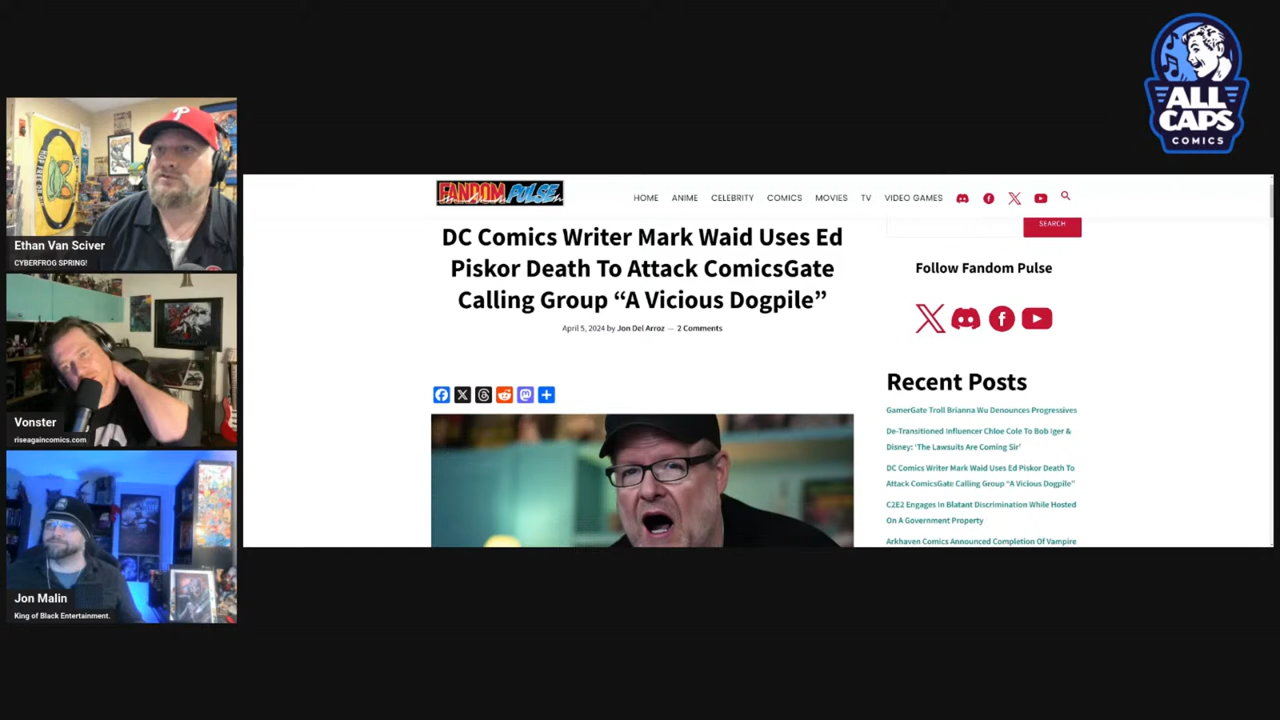 ALL
CAPS
COMICS
Ethan Van Sciver
CYBERFROG SPRING!
Vonster
riseagaincomics.com
Jon Malin
King of Black Entertainment.
FANDOM PULSE
HOME ANIME CELEBRITY COMICS MOVIES TV VIDEO GAMES
DC Comics Writer Mark Waid Uses Ed
Piskor Death To Attack ComicsGate
Calling Group “A Vicious Dogpile”
April 5, 2024 by Jon Del Arroz — 2 Comments
SEARCH
Follow Fandom Pulse
Recent Posts
GamerGate Troll Brianna Wu Denounces Progressives
De-Transitioned Influencer Chloe Cole To Bob Iger &
Disney: ‘The Lawsuits Are Coming Sir’
DC Comics Writer Mark Waid Uses Ed Piskor Death To
Attack ComicsGate Calling Group “A Vicious Dogpile”
C2E2 Engages In Blatant Discrimination While Hosted
On A Government Property
Arkhaven Comics Announced Completion Of Vampire